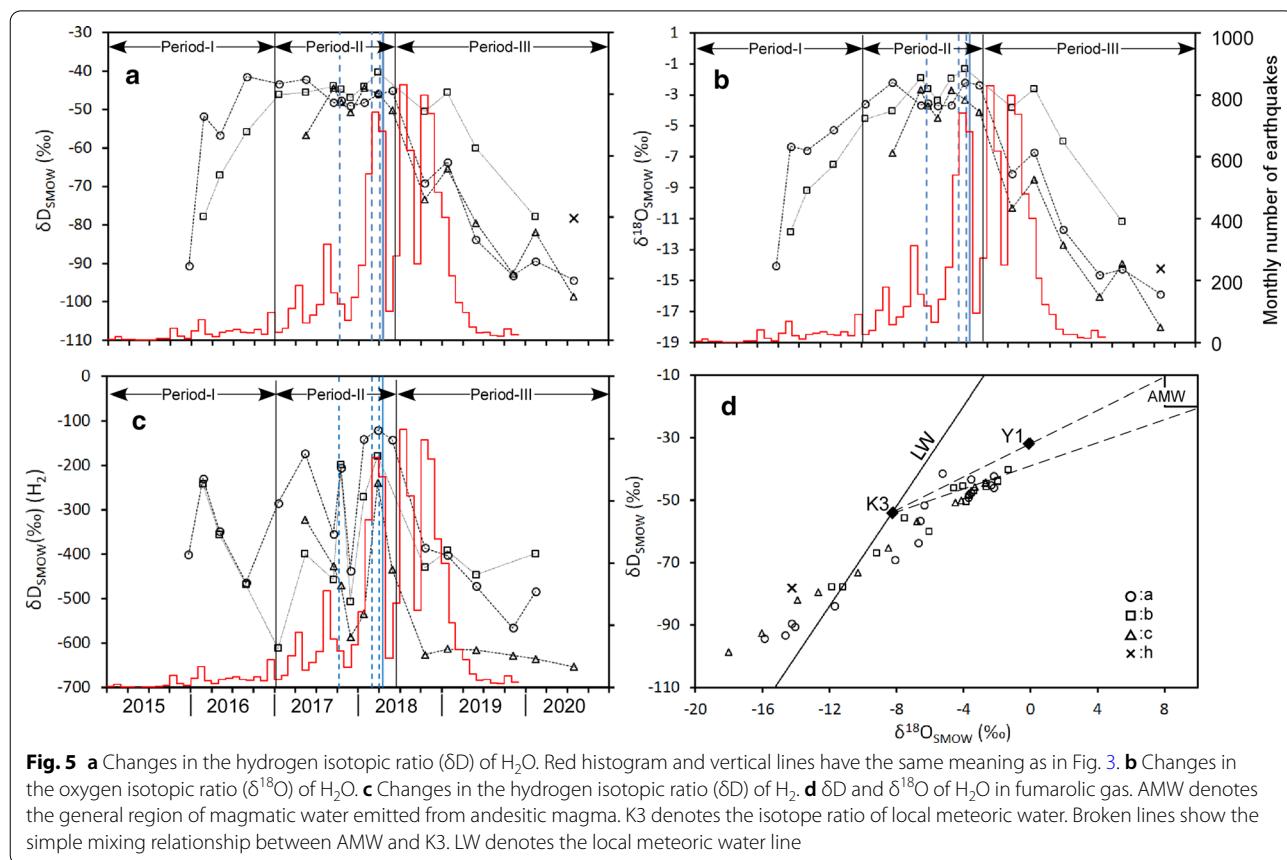 -30
-40
-50
-60
-70
-80
-90
-100
-110
δD_SMOW (‰)
Period-I
Period-II
Period-III
a
1
-1
-3
-5
-7
-9
-11
-13
-15
-17
-19
δ¹⁸O_SMOW (‰)
Period-I
Period-II
Period-III
b
1000
800
600
400
200
0
Monthly number of earthquakes
0
-100
-200
-300
-400
-500
-600
-700
δD_SMOW(‰) (H₂)
Period-I
Period-II
Period-III
c
2015 2016 2017 2018 2019 2020
-10
-30
-50
-70
-90
-110
δD_SMOW (‰)
d
AMW
LW
Y1
K3
:a
:b
:c
:h
-20 -16 -12 -8 -4 0 4 8
δ¹⁸O_SMOW (‰)
Fig. 5 a Changes in the hydrogen isotopic ratio (δD) of H₂O. Red histogram and vertical lines have the same meaning as in Fig. 3. b Changes in
the oxygen isotopic ratio (δ¹⁸O) of H₂O. c Changes in the hydrogen isotopic ratio (δD) of H₂. d δD and δ¹⁸O of H₂O in fumarolic gas. AMW denotes
the general region of magmatic water emitted from andesitic magma. K3 denotes the isotope ratio of local meteoric water. Broken lines show the
simple mixing relationship between AMW and K3. LW denotes the local meteoric water line